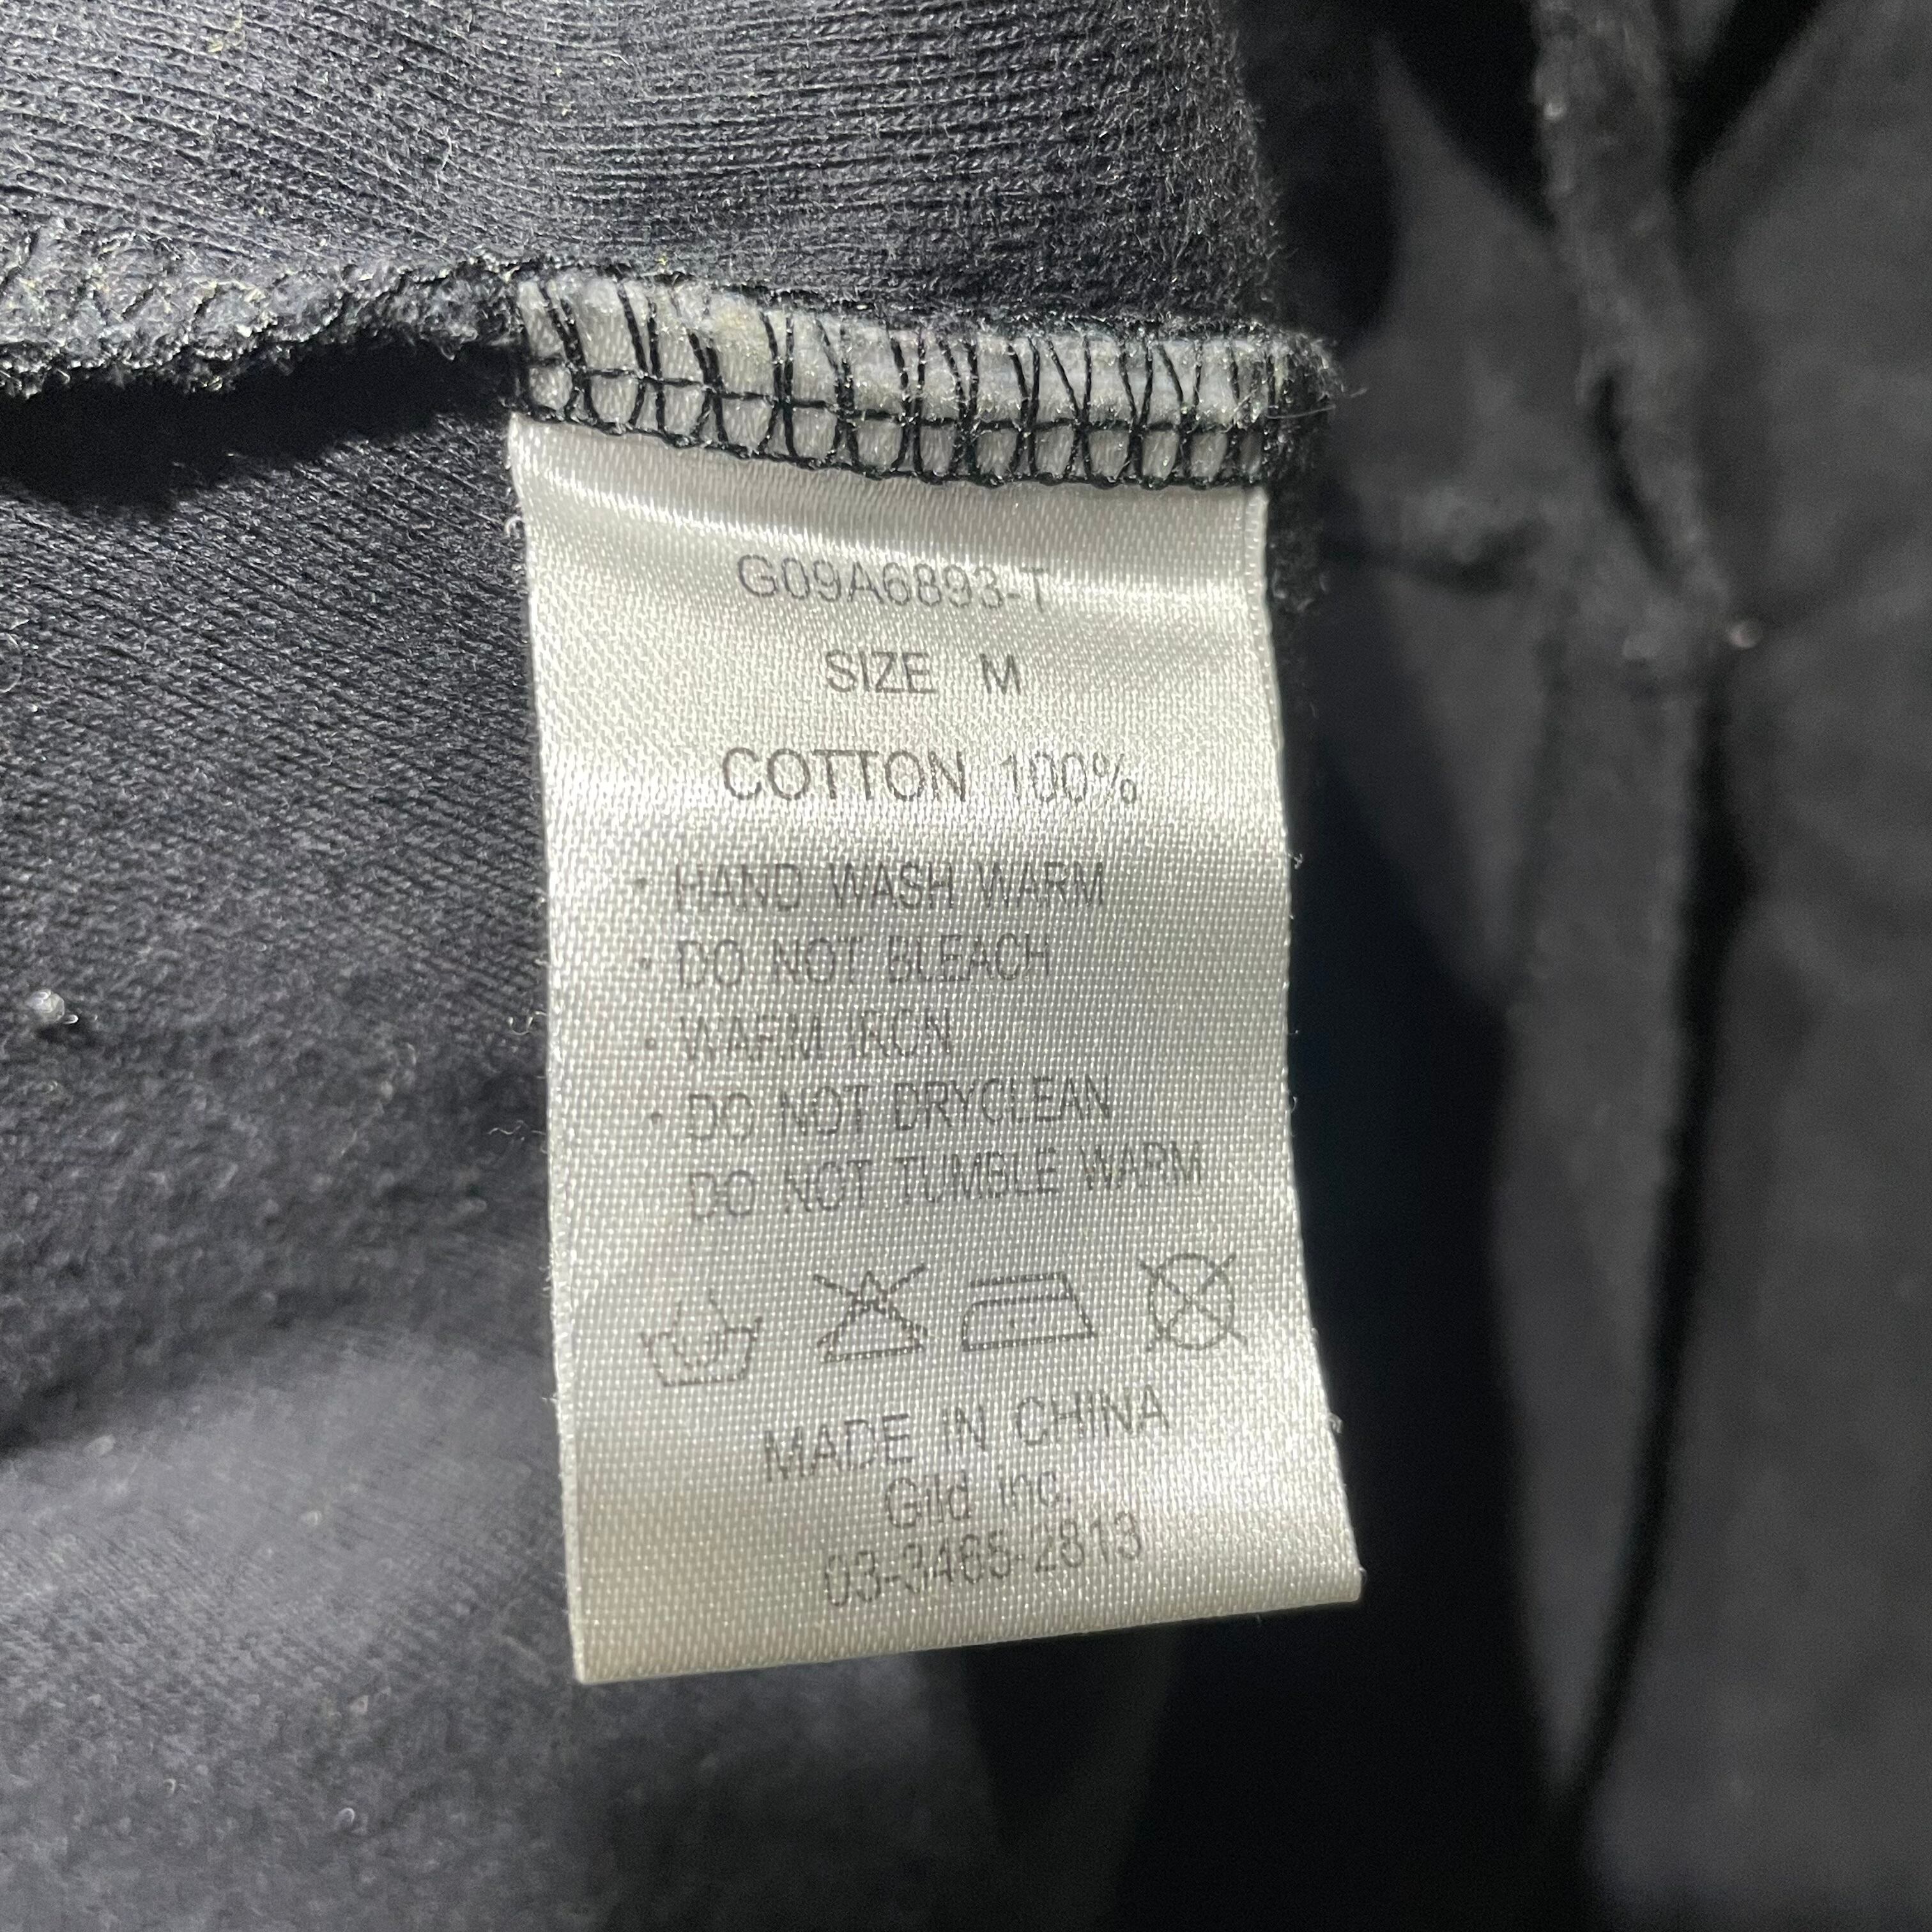 G09A6893-T
SIZE M
COTTON 100%
· HAND WASH WARM
· DO NOT BLEACH
· WARM IRON
· DO NOT DRYCLEAN
DO NOT TUMBLE WARM
MADE IN CHINA
Gild inc.
03-3465-2813